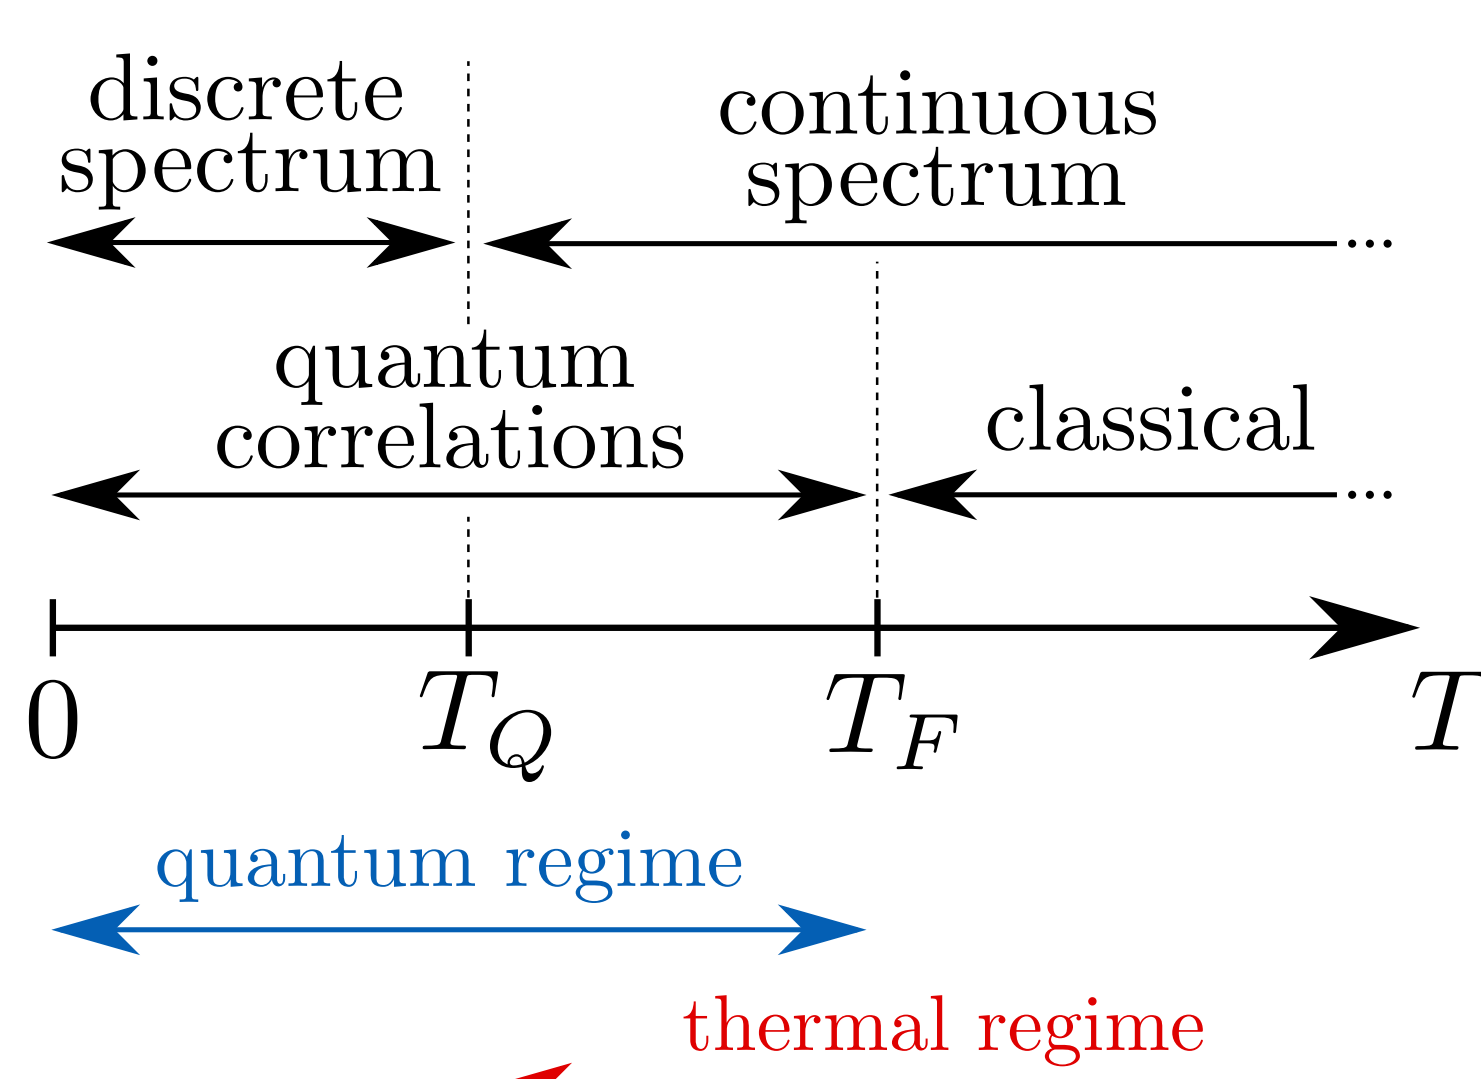 discrete
spectrum
continuous
spectrum
...
quantum
correlations
classical
...
0
T_Q
T_F
T
quantum regime
thermal regime